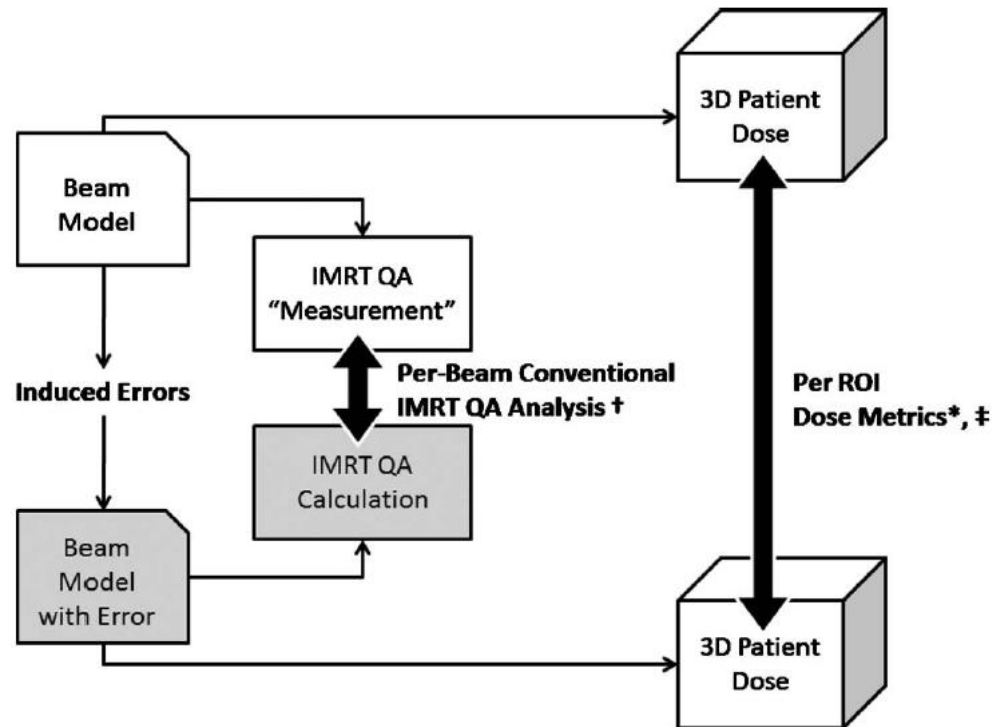 3D Patient
Dose
Beam
Model
IMRT QA
“Measurement”
Induced Errors
Per-Beam Conventional
IMRT QA Analysis †
Per ROI
Dose Metrics*, ‡
IMRT QA
Calculation
Beam
Model
with Error
3D Patient
Dose